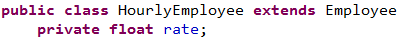 public class HourlyEmployee extends Employee
    private float rate;